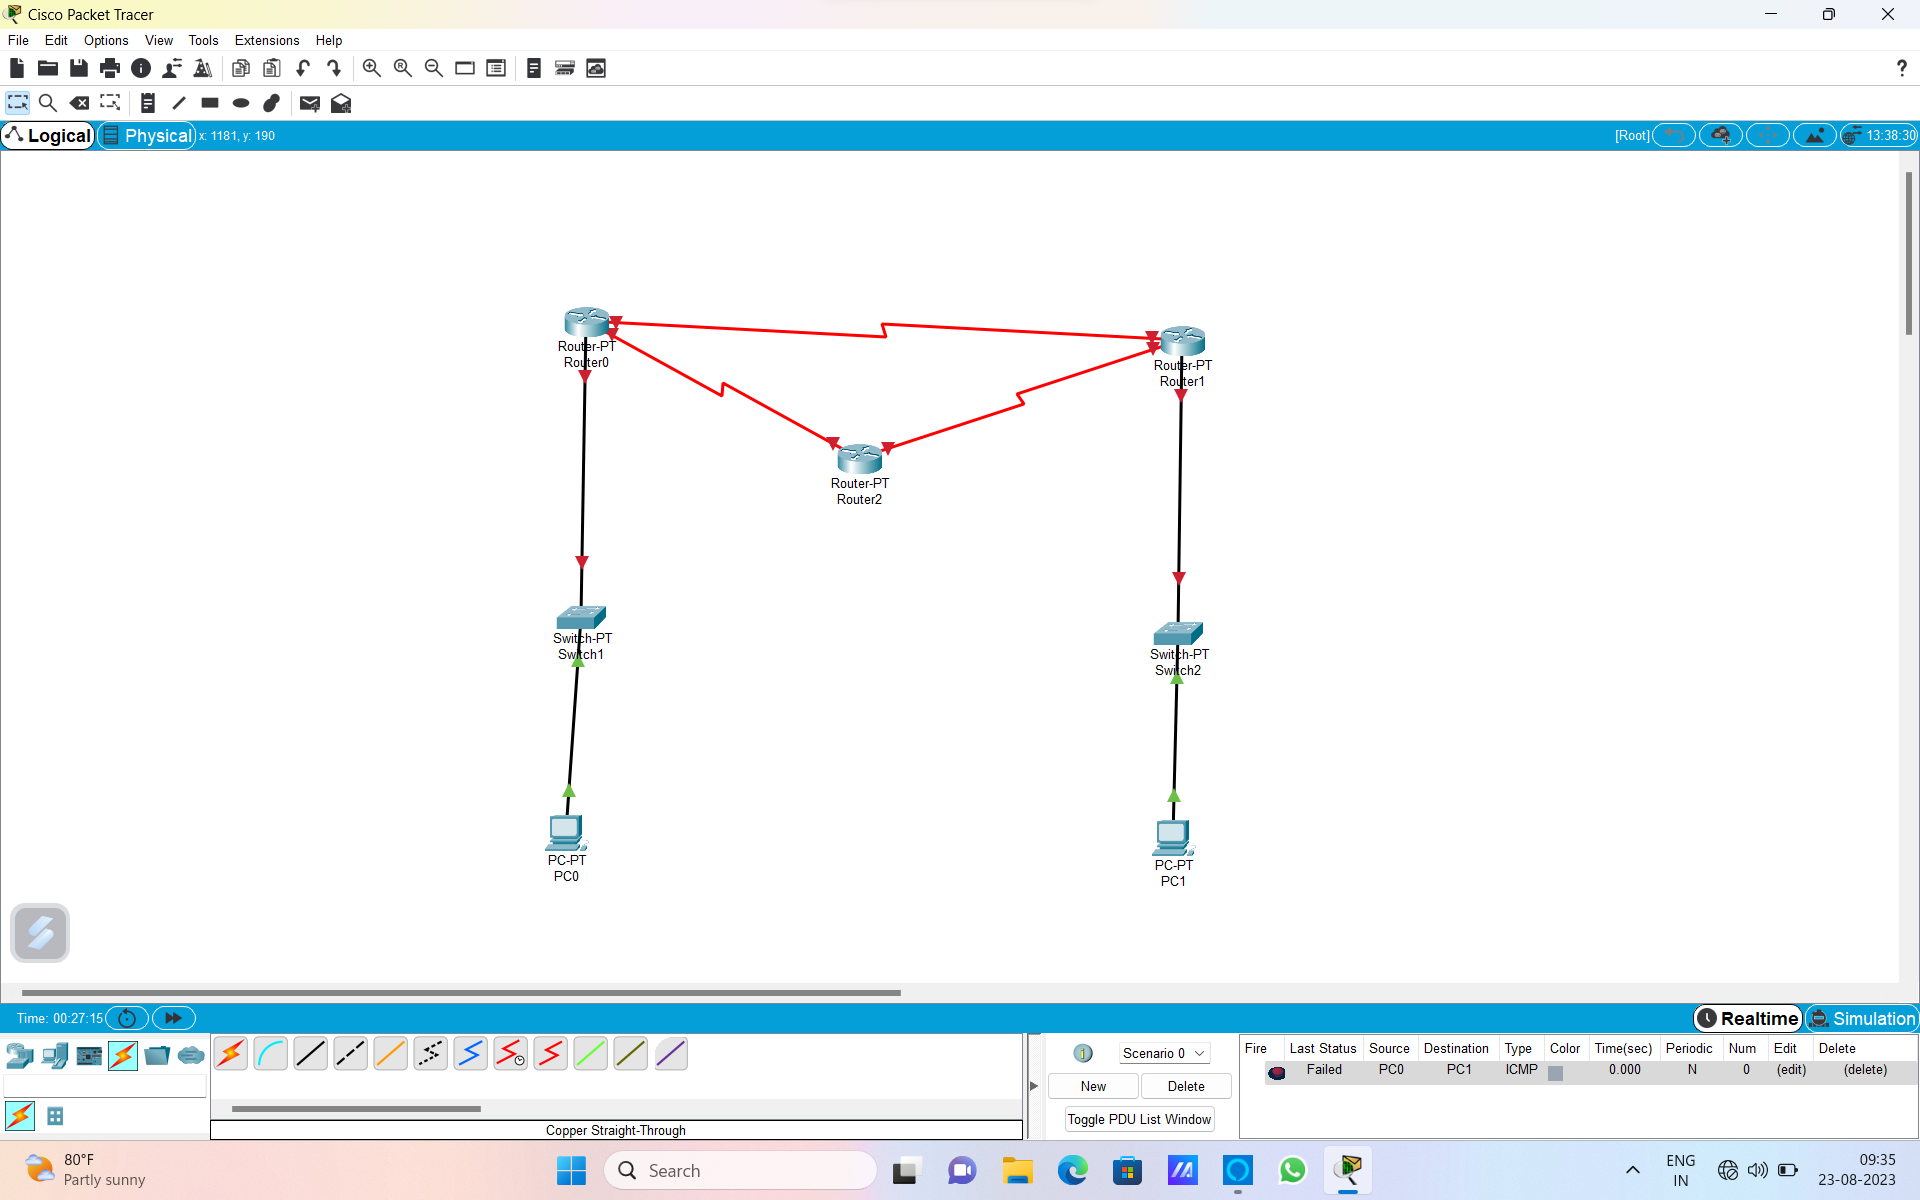 Cisco Packet Tracer
File Edit Options View Tools Extensions Help
?
Logical Physical x: 1181, y: 190 [Root] 13:38:30
Router-PT
Router0
Router-PT
Router1
Router-PT
Router2
Switch-PT
Switch1
Switch-PT
Switch2
PC-PT
PC0
PC-PT
PC1
Time: 00:27:15 Realtime Simulation
Scenario 0
New Delete
Toggle PDU List Window
Fire Last Status Source Destination Type Color Time(sec) Periodic Num Edit Delete
Failed PC0 PC1 ICMP 0.000 N 0 (edit) (delete)
Copper Straight-Through
80°F
Partly sunny
Search
ENG
IN
09:35
23-08-2023